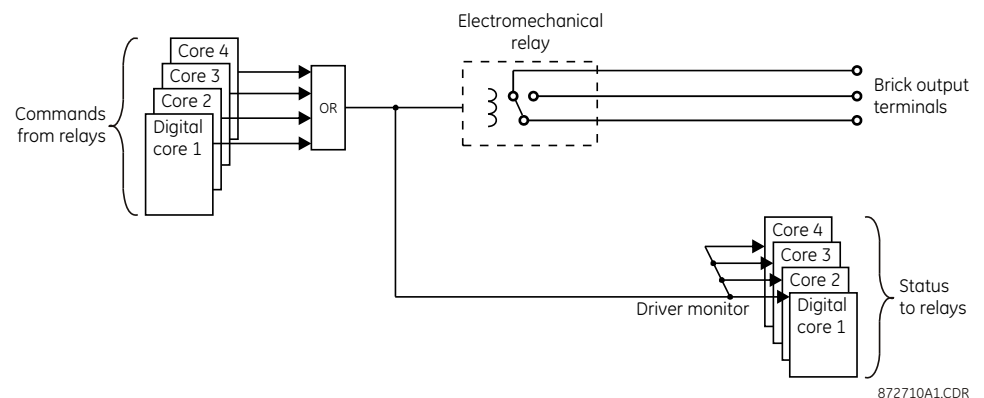 Electromechanical
relay
Core 4
Core 3
Core 2
Digital
core 1
Commands
from relays
OR
Brick output
terminals
Core 4
Core 3
Core 2
Digital
core 1
Status
to relays
Driver monitor
872710A1.CDR